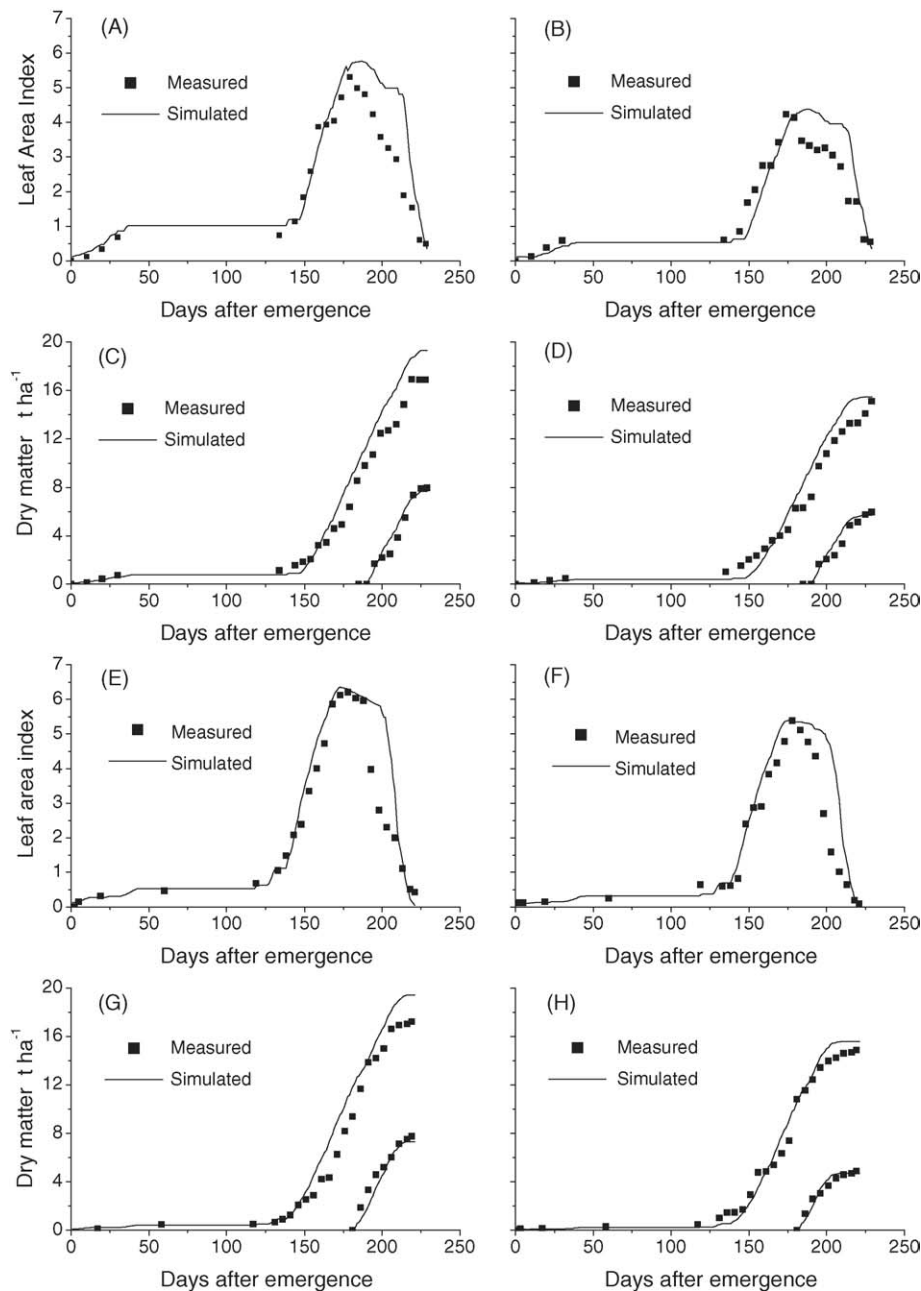 (A)
7
6
5
4
3
2
1
0
Leaf Area Index
Measured
Simulated
0 50 100 150 200 250
Days after emergence
(B)
Measured
Simulated
0 50 100 150 200 250
Days after emergence
(C)
20
16
12
8
4
0
Dry matter t ha-1
Measured
Simulated
0 50 100 150 200 250
Days after emergence
(D)
Measured
Simulated
0 50 100 150 200 250
Days after emergence
(E)
7
6
5
4
3
2
1
0
Leaf area index
Measured
Simulated
0 50 100 150 200 250
Days after emergence
(F)
Measured
Simulated
0 50 100 150 200 250
Days after emergence
(G)
20
16
12
8
4
0
Dry matter t ha-1
Measured
Simulated
0 50 100 150 200 250
Days after emergence
(H)
Measured
Simulated
0 50 100 150 200 250
Days after emergence